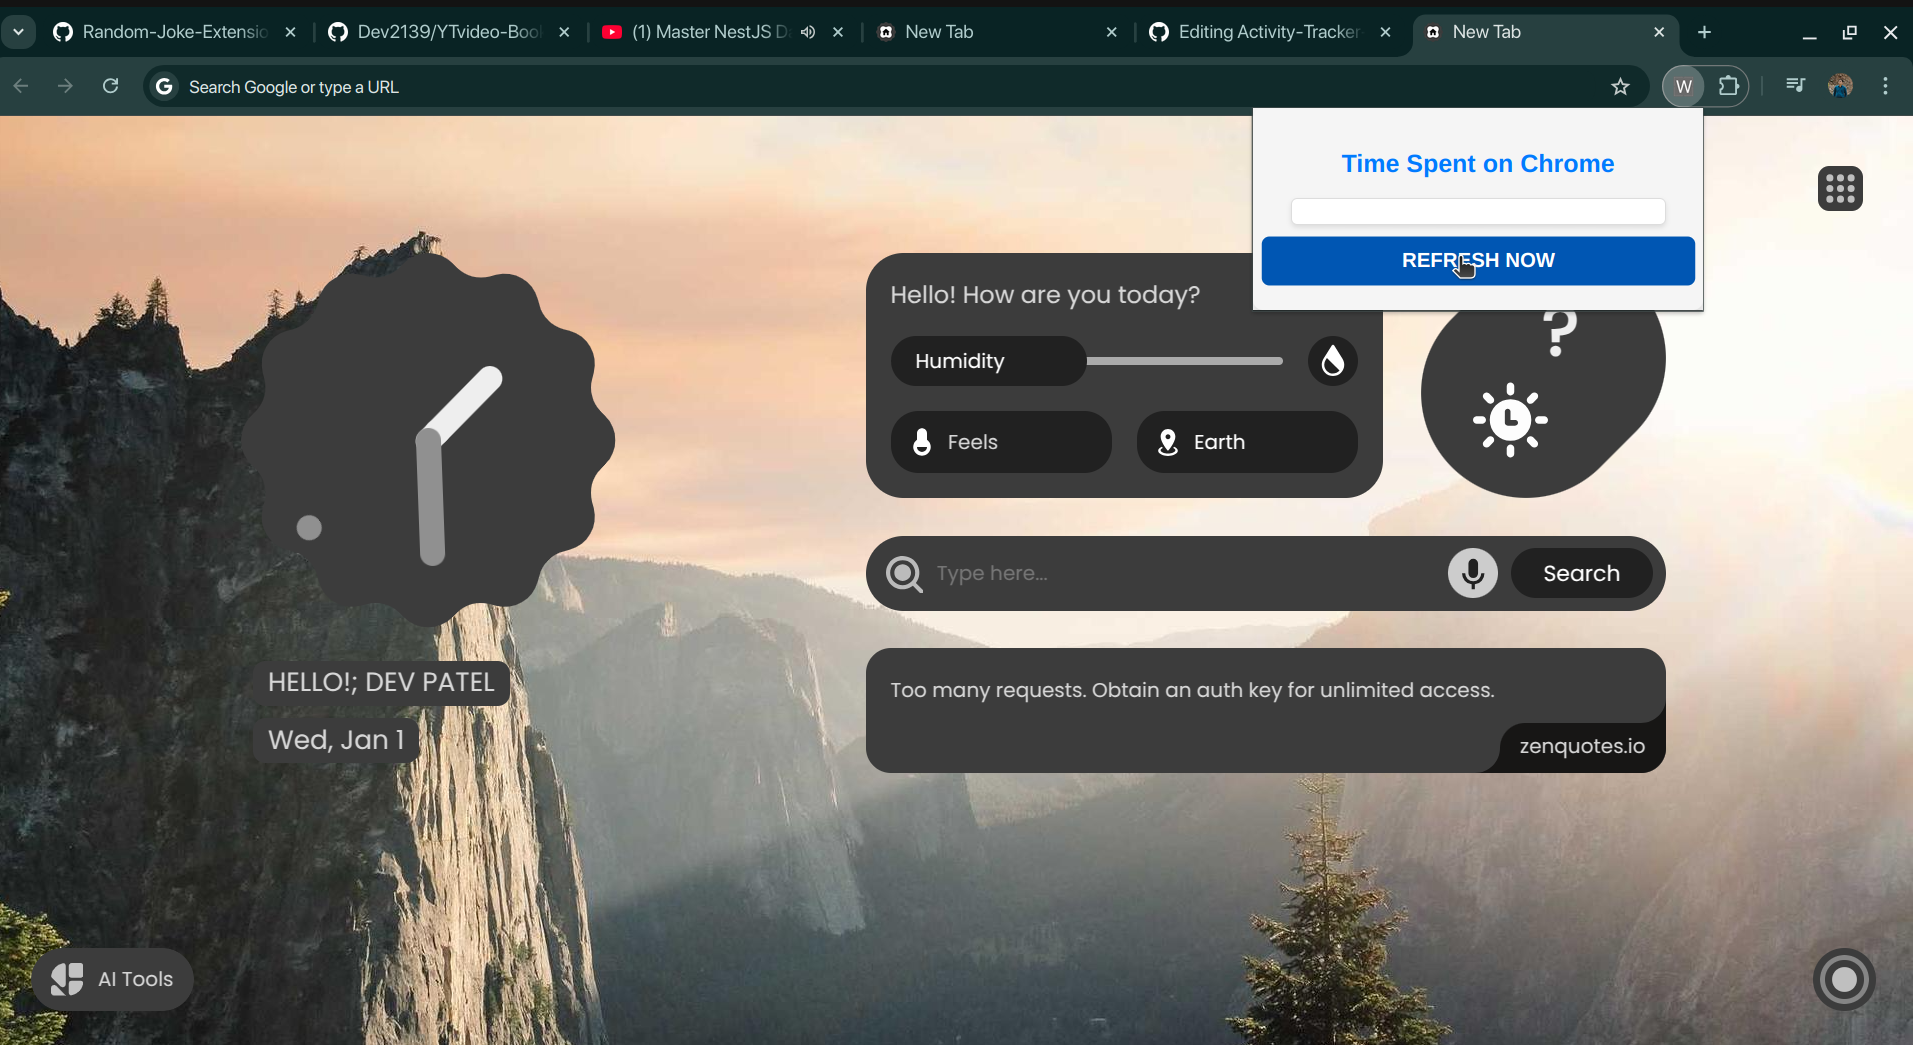 Random-Joke-Extensio
Dev2139/YTvideo-Boo
(1) Master NestJS D
New Tab
Editing Activity-Tracker-
New Tab
Search Google or type a URL
W
Time Spent on Chrome
REFRESH NOW
Hello! How are you today?
?
Humidity
Feels
Earth
Type here...
Search
HELLO!; DEV PATEL
Wed, Jan 1
Too many requests. Obtain an auth key for unlimited access.
zenquotes.io
AI Tools